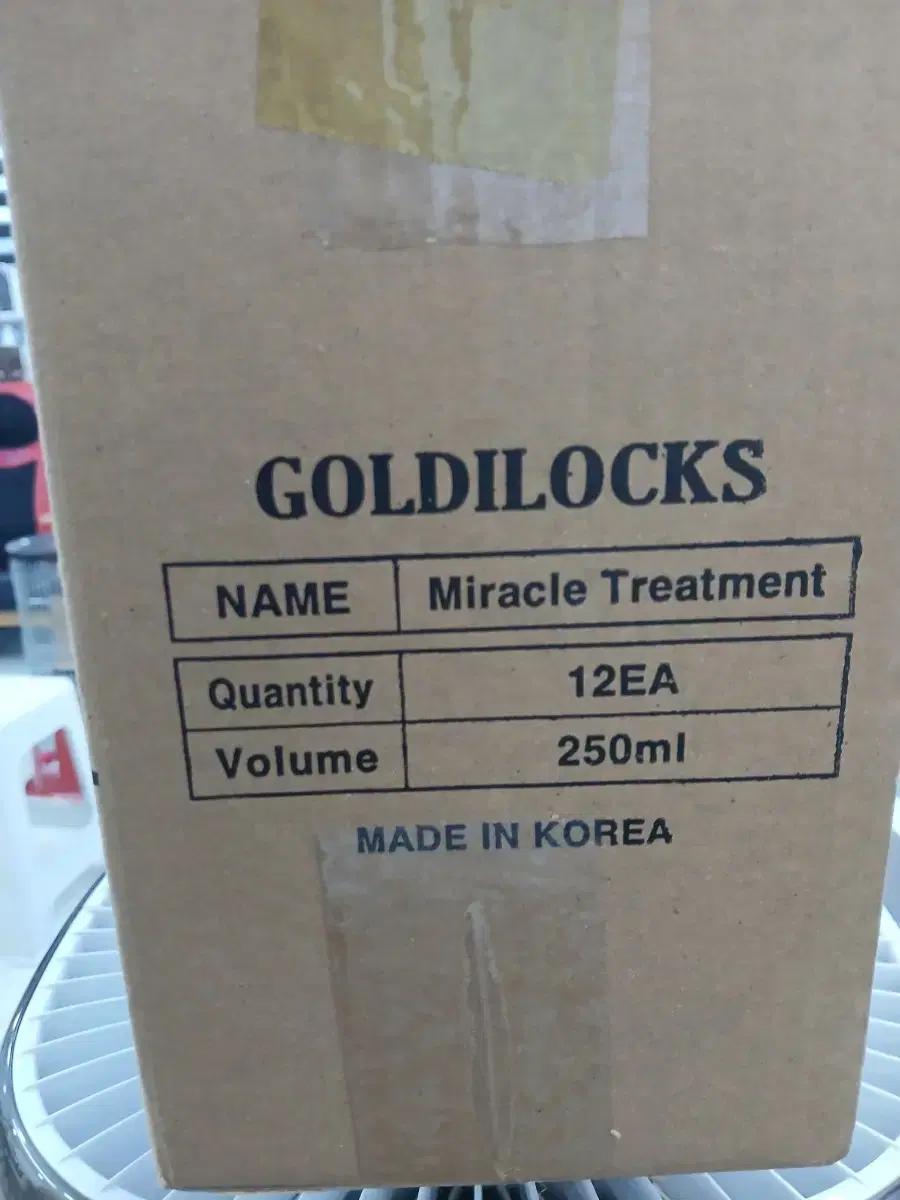 GOLDILOCKS
NAME Miracle Treatment
Quantity 12EA
Volume 250ml
MADE IN KOREA